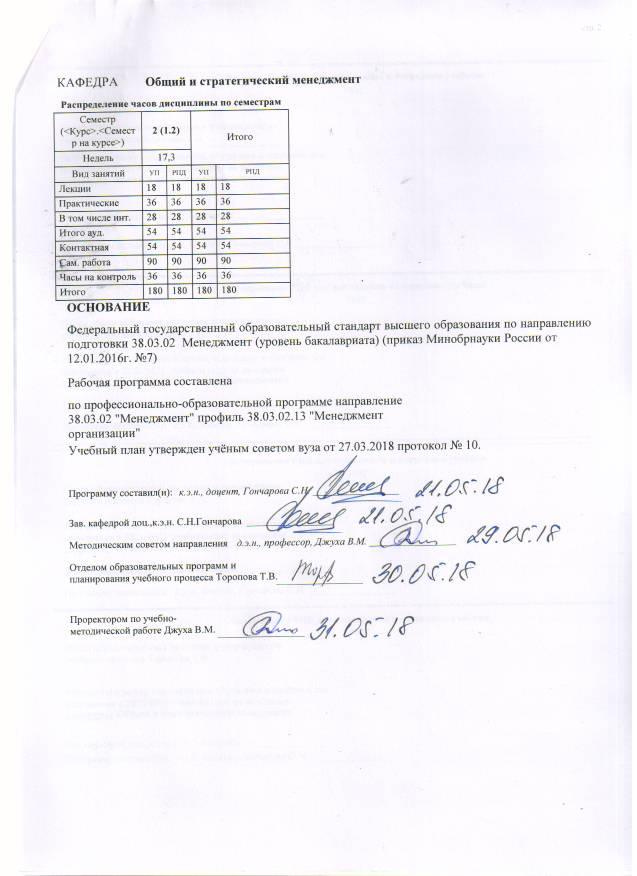 стр.2
КАФЕДРА Общий и стратегический менеджмент
Распределение часов дисциплины по семестрам
Семестр (<Курс>.<Семест р на курсе>) 2 (1.2) Итого
Недель 17,3
Вид занятий УП РПД УП РПД
Лекции 18 18 18 18
Практические 36 36 36 36
В том числе инт. 28 28 28 28
Итого ауд. 54 54 54 54
Контактная 54 54 54 54
Сам. работа 90 90 90 90
Часы на контроль 36 36 36 36
Итого 180 180 180 180
ОСНОВАНИЕ
Федеральный государственный образовательный стандарт высшего образования по направлению
подготовки 38.03.02 Менеджмент (уровень бакалавриата) (приказ Минобрнауки России от
12.01.2016г. №7)
Рабочая программа составлена
по профессионально-образовательной программе направление
38.03.02 "Менеджмент" профиль 38.03.02.13 "Менеджмент
организации"
Учебный план утвержден учёным советом вуза от 27.03.2018 протокол № 10.
Программу составил(и): к.э.н., доцент, Гончарова С.Н. 21.05.18
Зав. кафедрой доц.,к.э.н. С.Н.Гончарова 21.05.18
Методическим советом направления д.э.н., профессор, Джуха В.М. 29.05.18
Отделом образовательных программ и
планирования учебного процесса Торопова Т.В. 30.05.18
Проректором по учебно-
методической работе Джуха В.М. 31.05.18